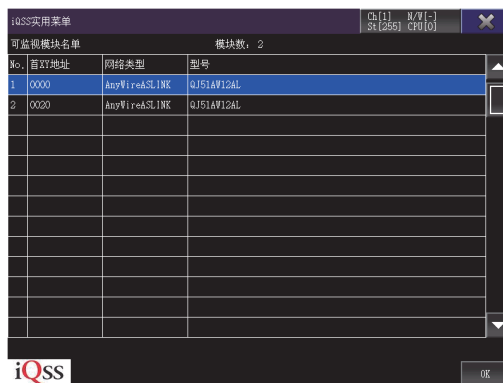 iQSS实用菜单 Ch[1] N/W[-]
St[255] CPU[0]
可监视模块名单 模块数: 2
No. 首XY地址 网络类型 型号
1 0000 AnyWireASLINK QJ51AW12AL
2 0020 AnyWireASLINK QJ51AW12AL
iQss OK